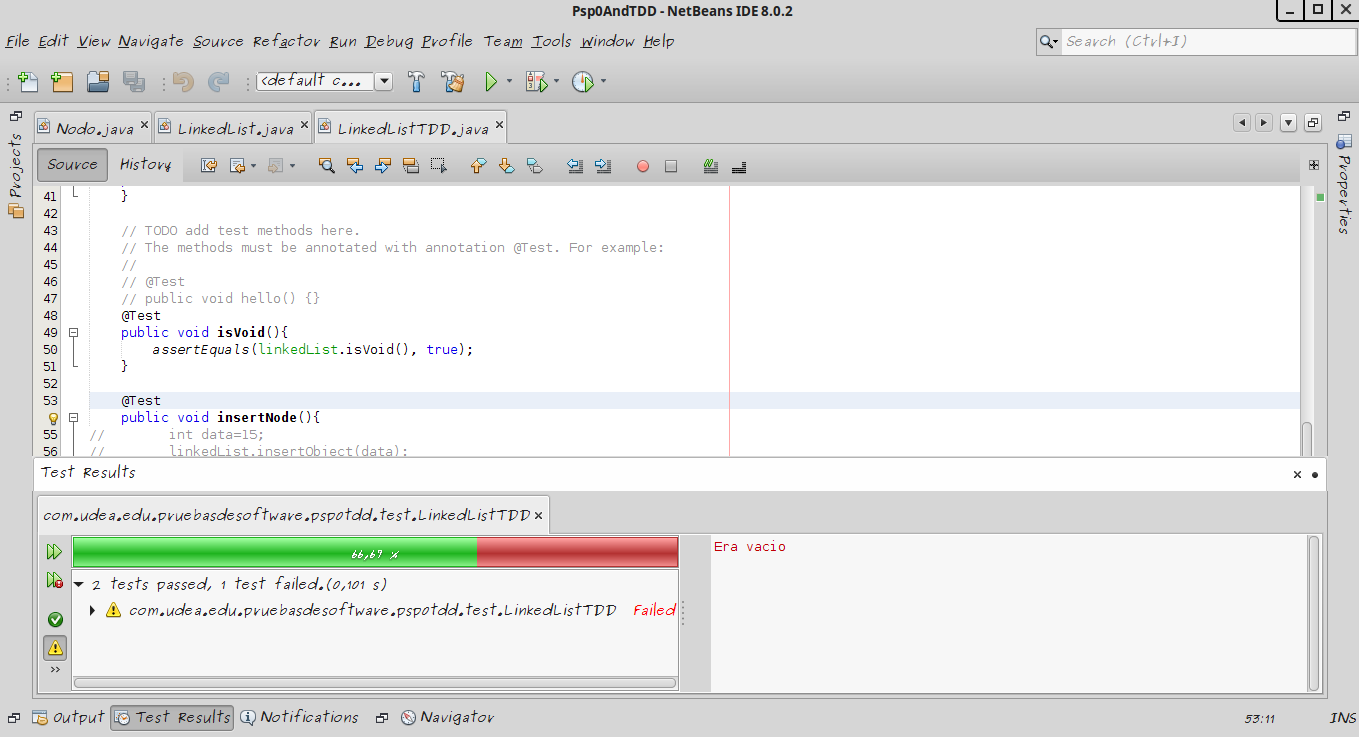 Psp0AndTDD - NetBeans IDE 8.0.2
File Edit View Navigate Source Refactor Run Debug Profile Team Tools Window Help
Search (Ctrl+I)
<default c...
Projects
Nodo.java
LinkedList.java
LinkedListTDD.java
Properties
Source History
41 }
42
43 // TODO add test methods here.
44 // The methods must be annotated with annotation @Test. For example:
45 //
46 // @Test
47 // public void hello() {}
48 @Test
49 public void isVoid(){
50 assertEquals(linkedList.isVoid(), true);
51 }
52
53 @Test
public void insertNode(){
55 // int data=15;
56 // linkedList.insertObject(data);
Test Results
com.udea.edu.pruebasdesoftware.psp0tdd.test.LinkedListTDD
66,67 %
2 tests passed, 1 test failed.(0,101 s)
com.udea.edu.pruebasdesoftware.psp0tdd.test.LinkedListTDD Failed
Era vacio
Output Test Results Notifications Navigator
53:11 INS